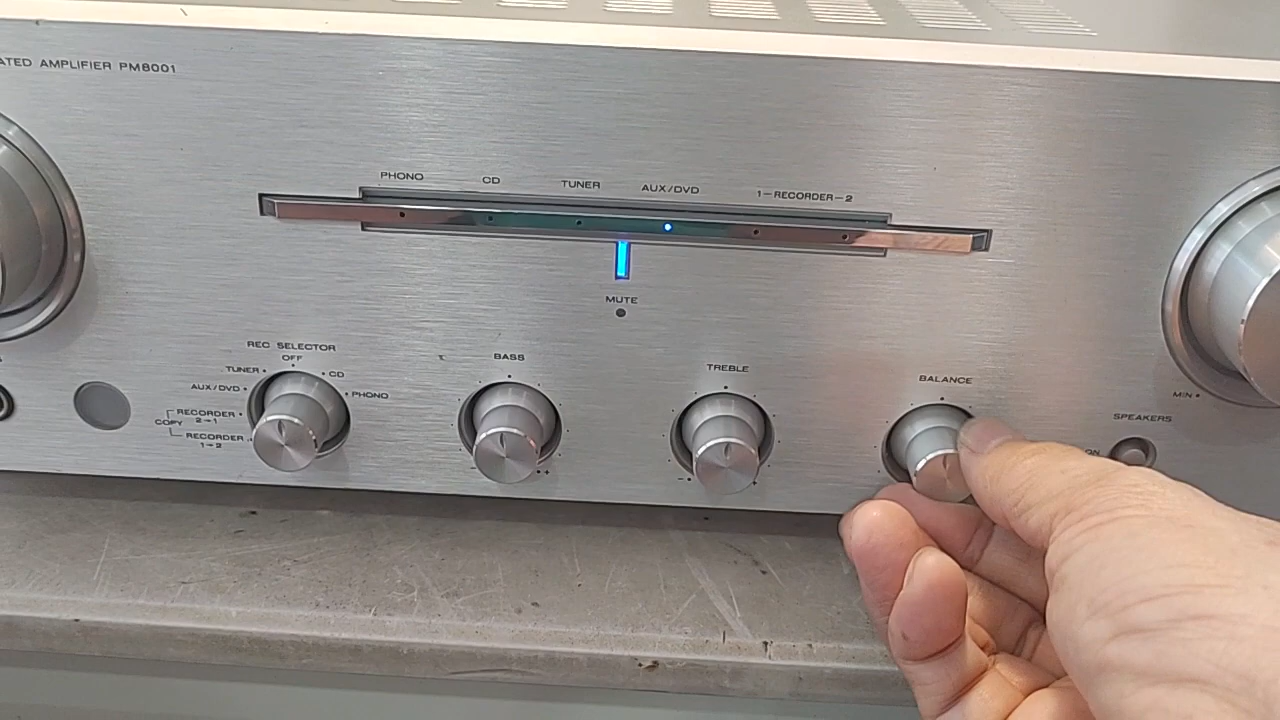 AMPLIFIER PM8001
PHONO CD TUNER AUX/DVD 1-RECORDER-2
MUTE
REC SELECTOR
OFF
TUNER CD
AUX/DVD PHONO
RECORDER
2→1
COPY
RECORDER
1→2
BASS
- +
TREBLE
-
BALANCE
MIN
SPEAKERS
ON